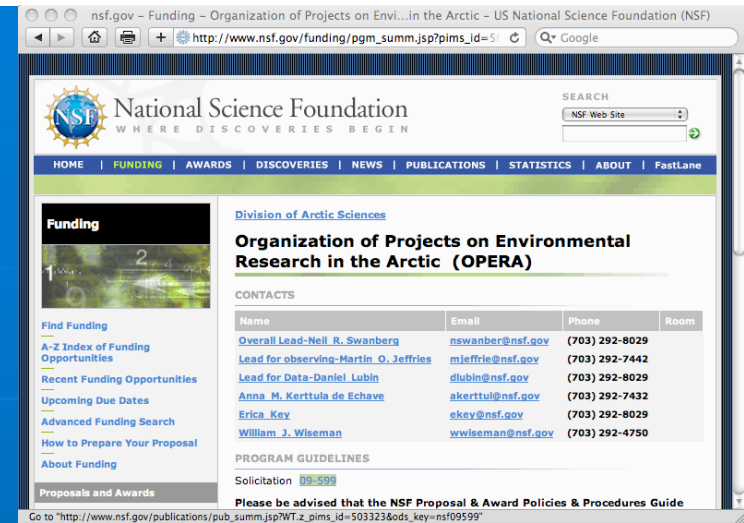 nsf.gov – Funding – Organization of Projects on Envi...in the Arctic – US National Science Foundation (NSF)
http://www.nsf.gov/funding/pgm_summ.jsp?pims_id=50
Google
National Science Foundation
WHERE DISCOVERIES BEGIN
NSF
SEARCH
NSF Web Site
HOME | FUNDING | AWARDS | DISCOVERIES | NEWS | PUBLICATIONS | STATISTICS | ABOUT | FastLane
Funding
Find Funding
A-Z Index of Funding
Opportunities
Recent Funding Opportunities
Upcoming Due Dates
Advanced Funding Search
How to Prepare Your Proposal
About Funding
Proposals and Awards
Division of Arctic Sciences
Organization of Projects on Environmental
Research in the Arctic (OPERA)
CONTACTS
Name Email Phone Room
Overall Lead-Neil R. Swanberg nswanber@nsf.gov (703) 292-8029
Lead for observing-Martin O. Jeffries mjeffrie@nsf.gov (703) 292-7442
Lead for Data-Daniel Lubin dlubin@nsf.gov (703) 292-8029
Anna M. Kerttula de Echave akerttul@nsf.gov (703) 292-7432
Erica Key ekey@nsf.gov (703) 292-8029
William J. Wiseman wwiseman@nsf.gov (703) 292-4750
PROGRAM GUIDELINES
Solicitation 09-599
Please be advised that the NSF Proposal & Award Policies & Procedures Guide
Go to "http://www.nsf.gov/publications/pub_summ.jsp?WT.z_pims_id=503323&ods_key=nsf09599"